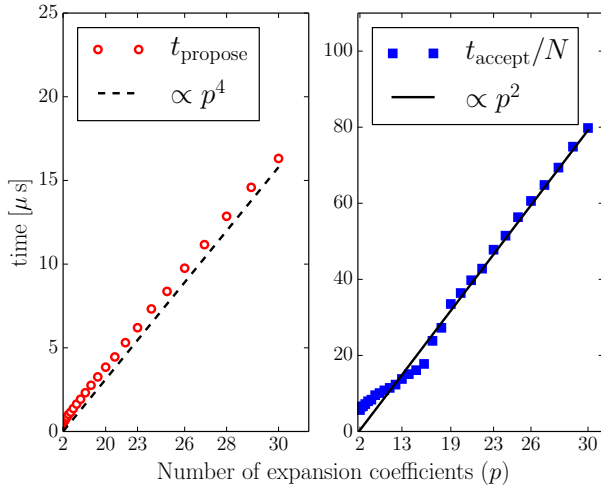 time [μ s]
25
20
15
10
5
0
t_propose
∝ p^4
2 20 23 26 28 30
100
80
60
40
20
0
t_accept/N
∝ p^2
2 13 19 23 26 30
Number of expansion coefficients (p)